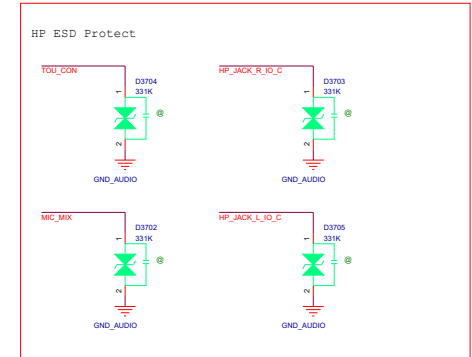 HP ESD Protect
TOU_CON
D3704
331K
1
@
2
GND_AUDIO
HP_JACK_R_IO_C
D3703
331K
1
@
2
GND_AUDIO
MIC_MIX
D3702
331K
1
@
2
GND_AUDIO
HP_JACK_L_IO_C
D3705
331K
1
@
2
GND_AUDIO